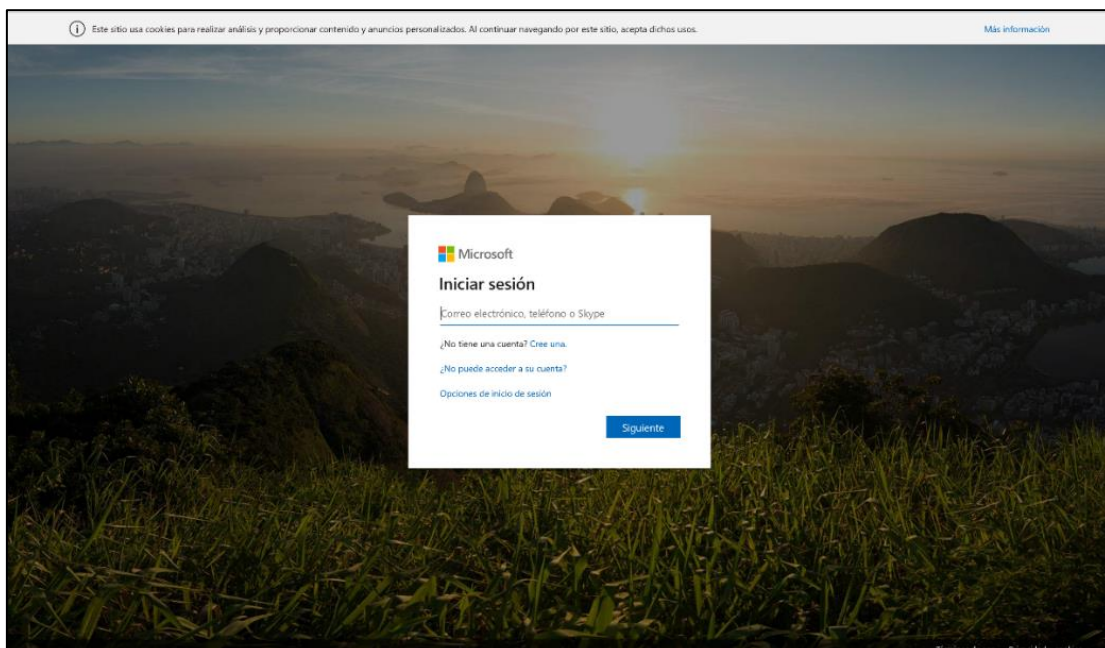 Este sitio usa cookies para realizar análisis y proporcionar contenido y anuncios personalizados. Al continuar navegando por este sitio, acepta dichos usos.
Más información
Microsoft
Iniciar sesión
Correo electrónico, teléfono o Skype
¿No tiene una cuenta? Cree una.
¿No puede acceder a su cuenta?
Opciones de inicio de sesión
Siguiente